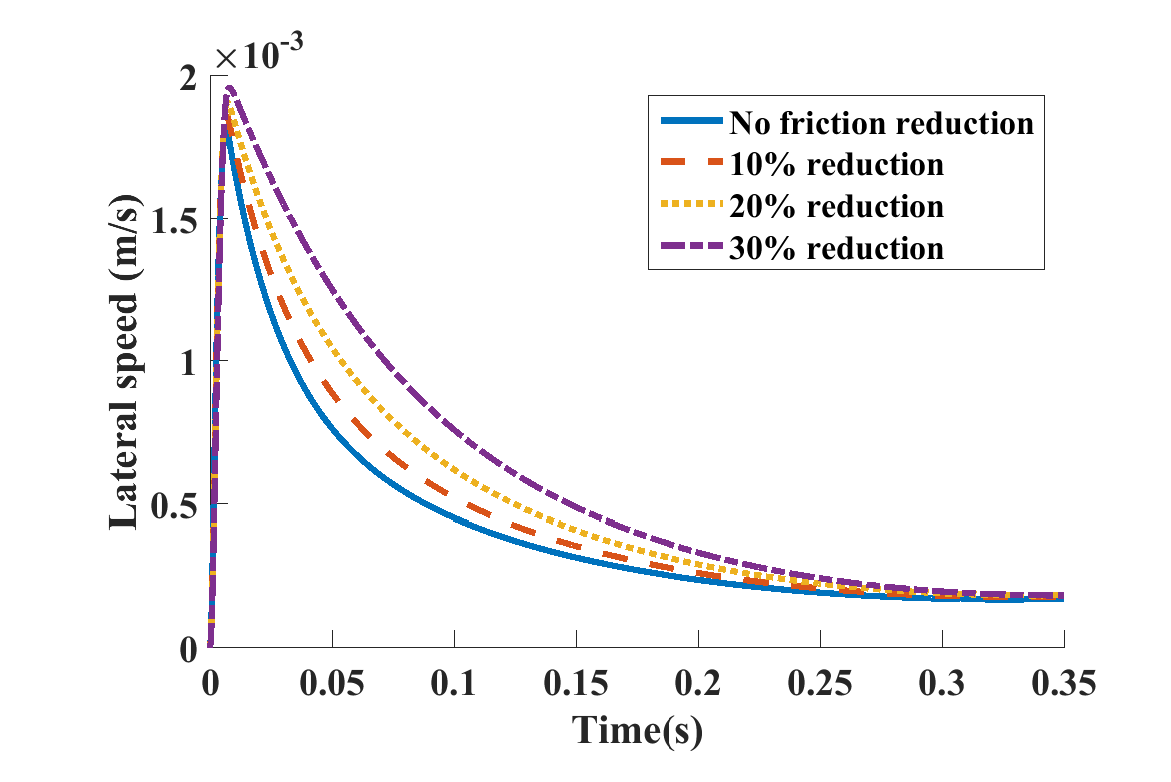 ×10-3
2
1.5
1
0.5
0
0 0.05 0.1 0.15 0.2 0.25 0.3 0.35
Lateral speed (m/s)
Time(s)
No friction reduction
10% reduction
20% reduction
30% reduction